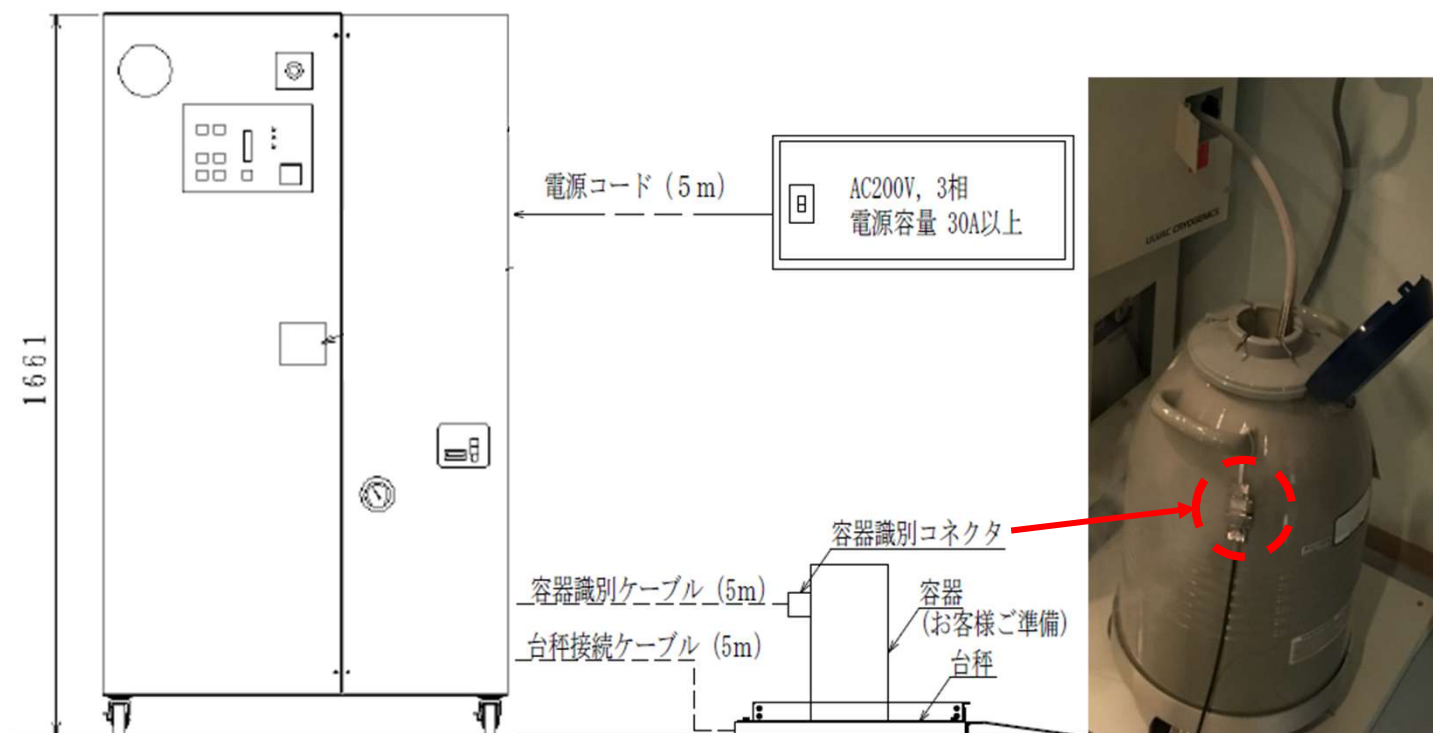 1661
電源コード (5m)
AC200V, 3相
電源容量 30A以上
ULVAC CRYOGENICS
容器識別コネクタ
容器識別ケーブル (5m)
容器
(お客様ご準備)
台秤接続ケーブル (5m)
台秤